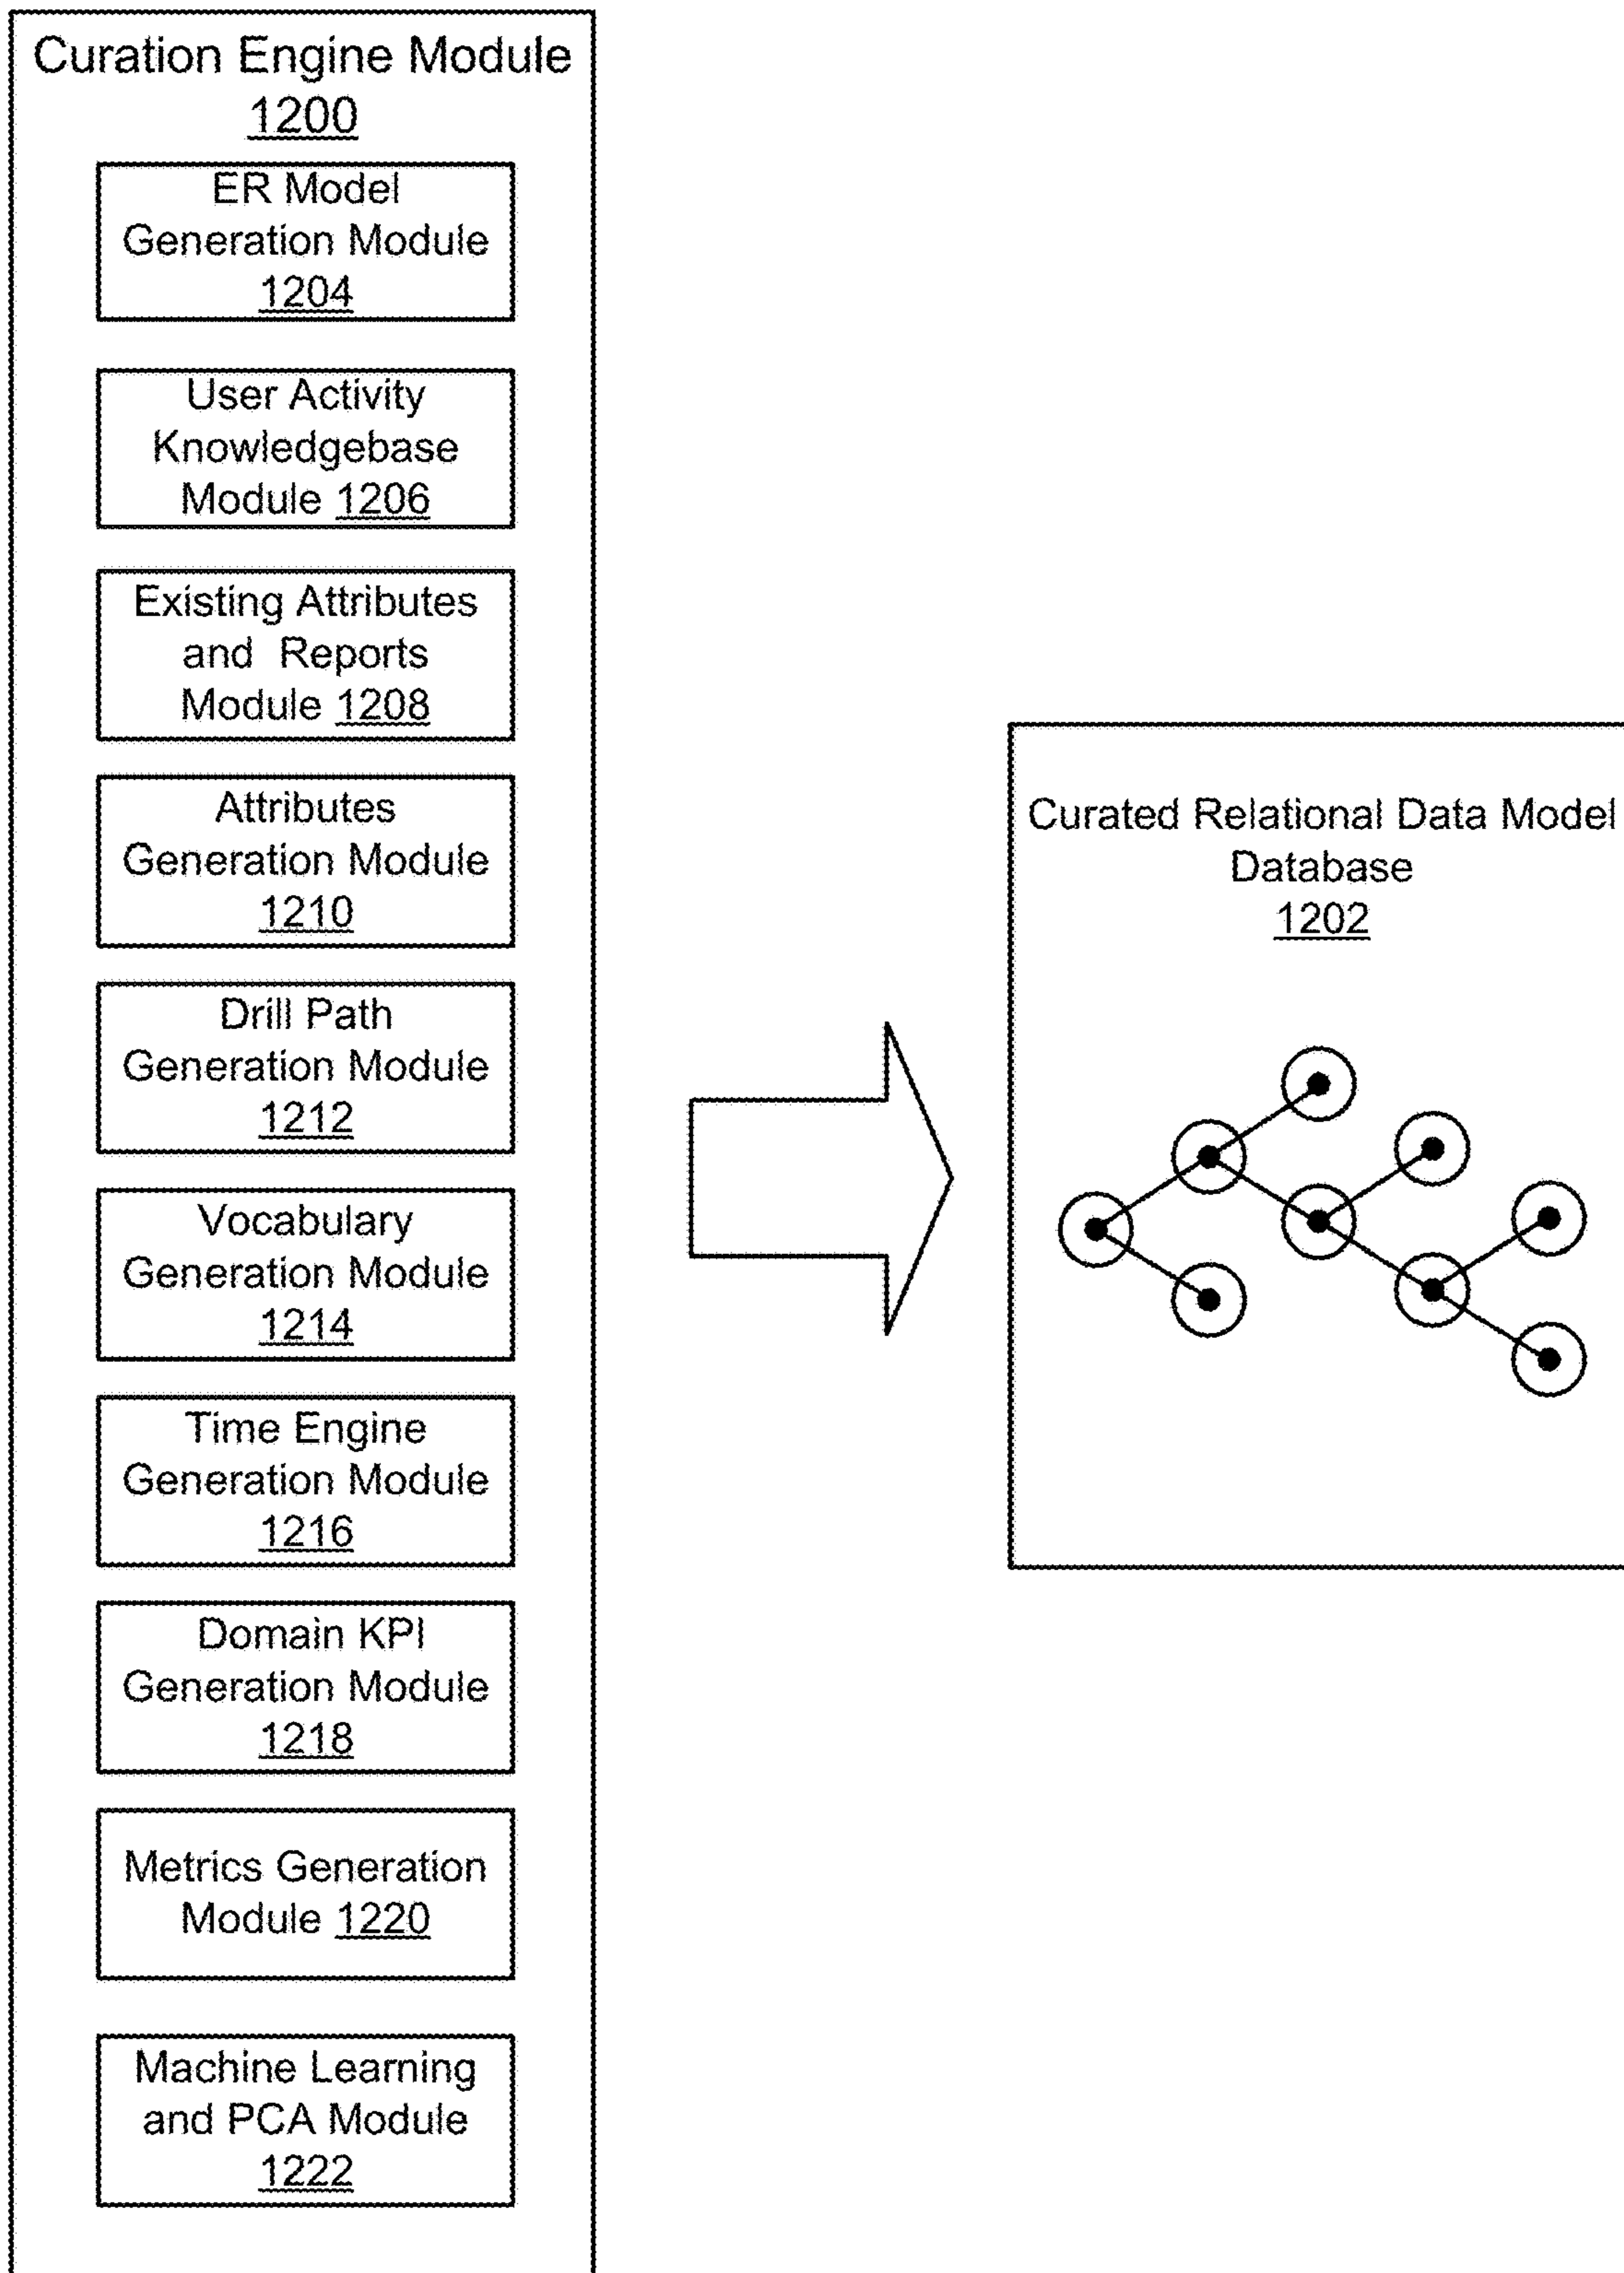 Curation Engine Module
1200
ER Model
Generation Module
1204
User Activity
Knowledgebase
Module 1206
Existing Attributes
and Reports
Module 1208
Attributes
Generation Module
1210
Drill Path
Generation Module
1212
Vocabulary
Generation Module
1214
Time Engine
Generation Module
1216
Domain KPI
Generation Module
1218
Metrics Generation
Module 1220
Machine Learning
and PCA Module
1222
Curated Relational Data Model
Database
1202